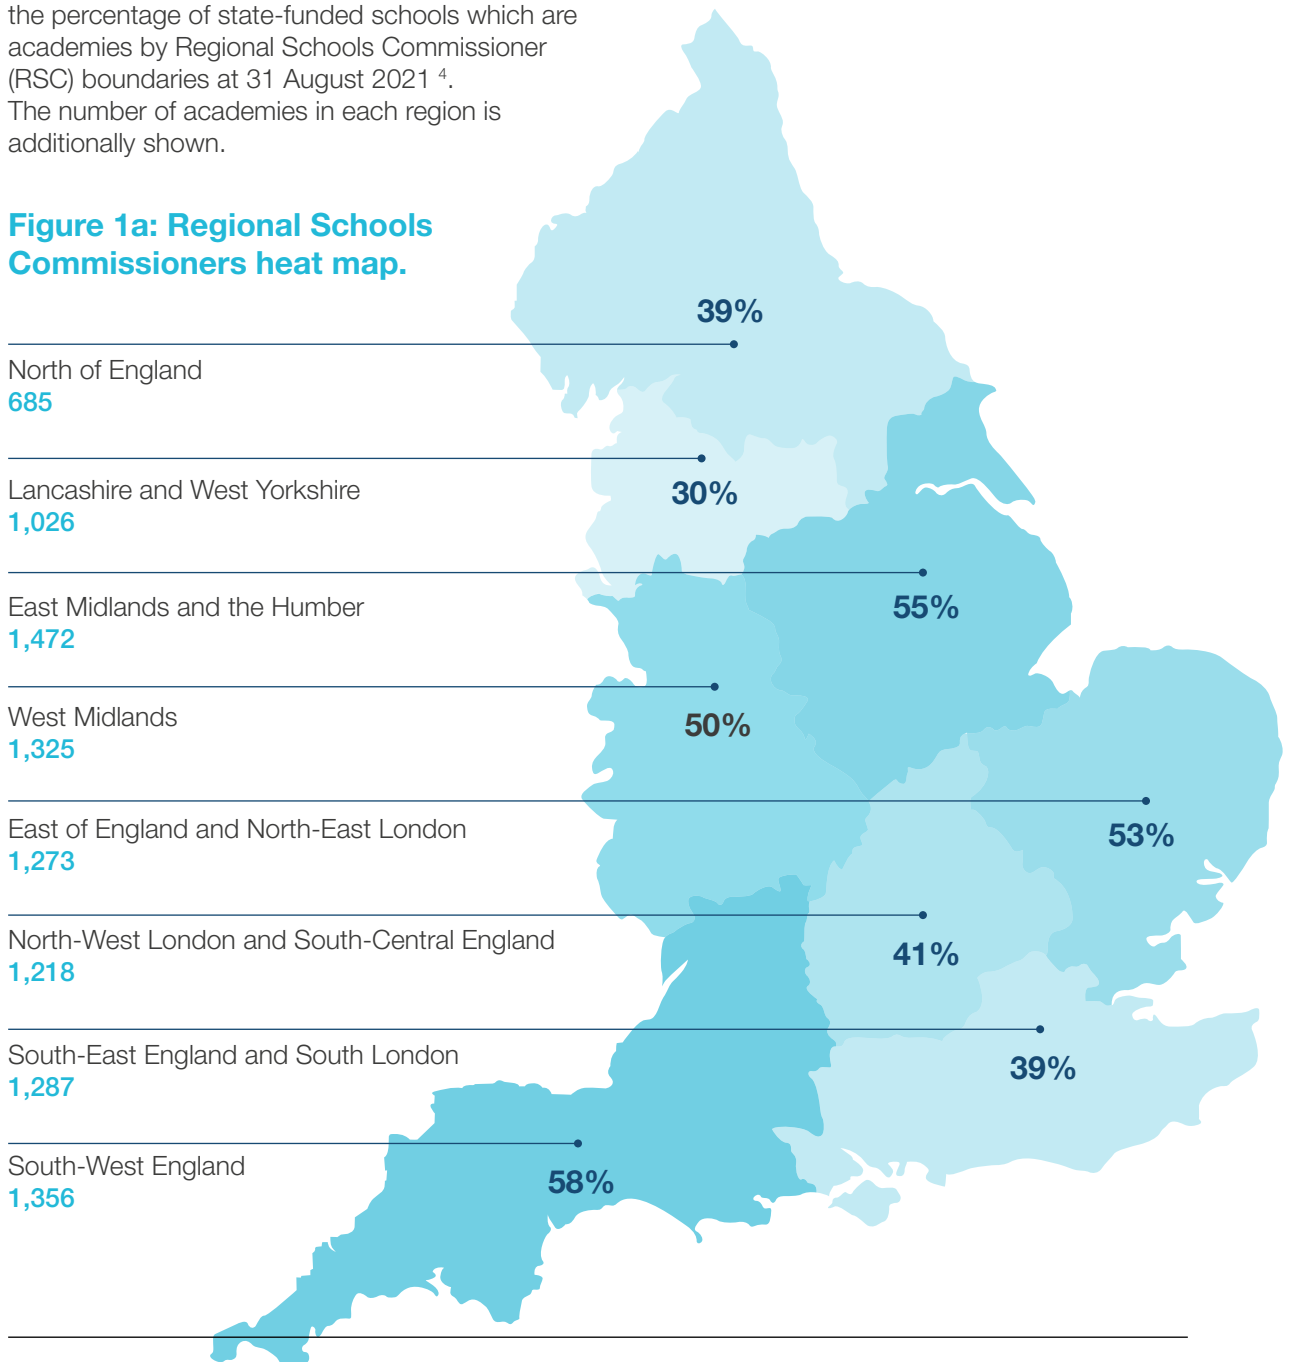 the percentage of state-funded schools which are
academies by Regional Schools Commissioner
(RSC) boundaries at 31 August 2021 ⁴.
The number of academies in each region is
additionally shown.
Figure 1a: Regional Schools
Commissioners heat map.
39%
North of England
685
30%
Lancashire and West Yorkshire
1,026
55%
East Midlands and the Humber
1,472
50%
West Midlands
1,325
53%
East of England and North-East London
1,273
41%
North-West London and South-Central England
1,218
39%
South-East England and South London
1,287
58%
South-West England
1,356